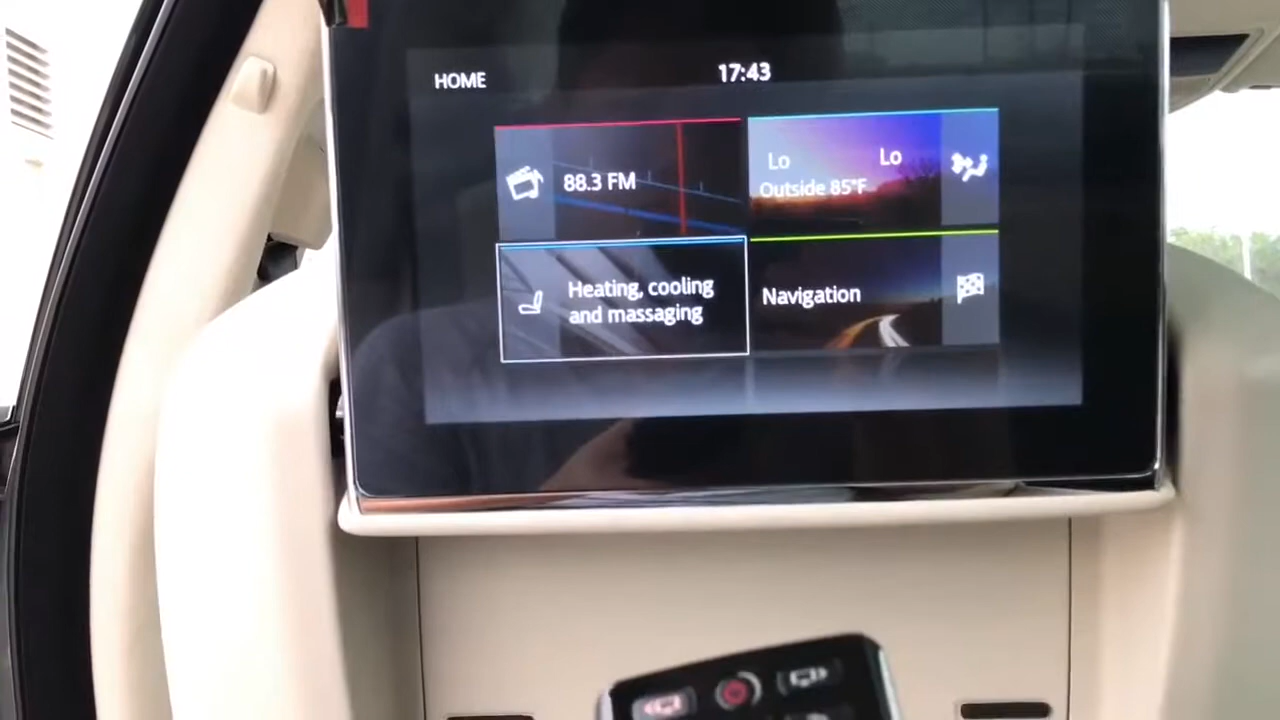 HOME
17:43
88.3 FM
Lo
Lo
Outside 85°F
Heating, cooling
and massaging
Navigation